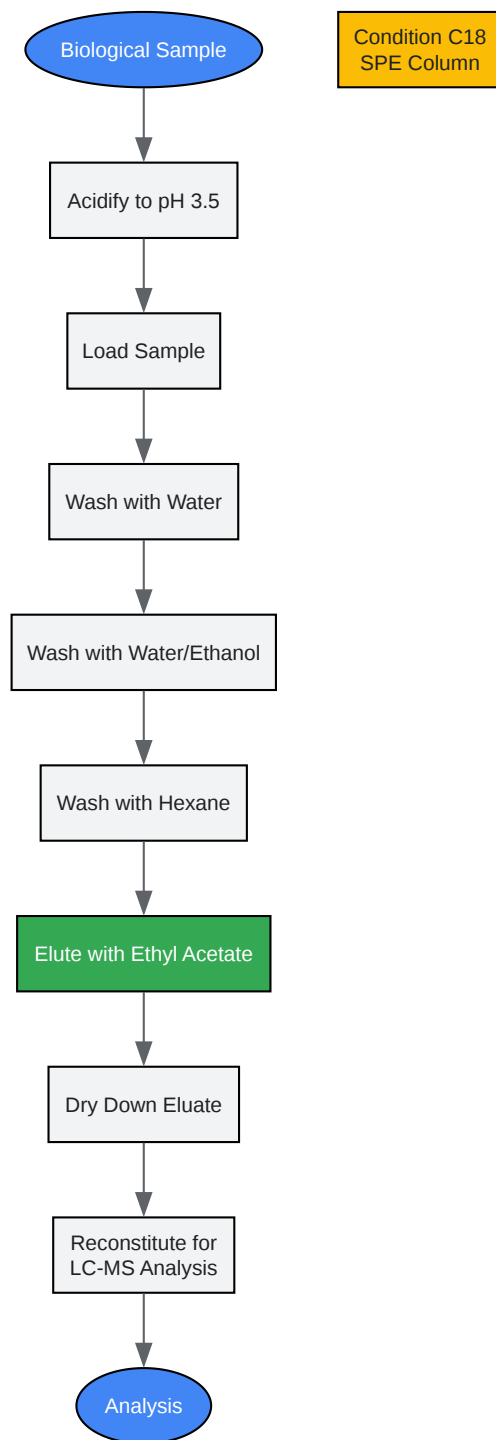 Biological Sample
Condition C18
SPE Column
Acidify to pH 3.5
Load Sample
Wash with Water
Wash with Water/Ethanol
Wash with Hexane
Elute with Ethyl Acetate
Dry Down Eluate
Reconstitute for
LC-MS Analysis
Analysis